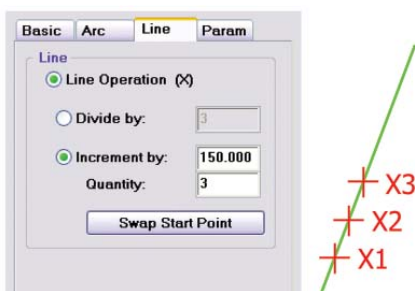 Basic Arc Line Param
Line
Line Operation (X)
Divide by: 3
Increment by: 150.000
Quantity: 3
Swap Start Point
X3
X2
X1